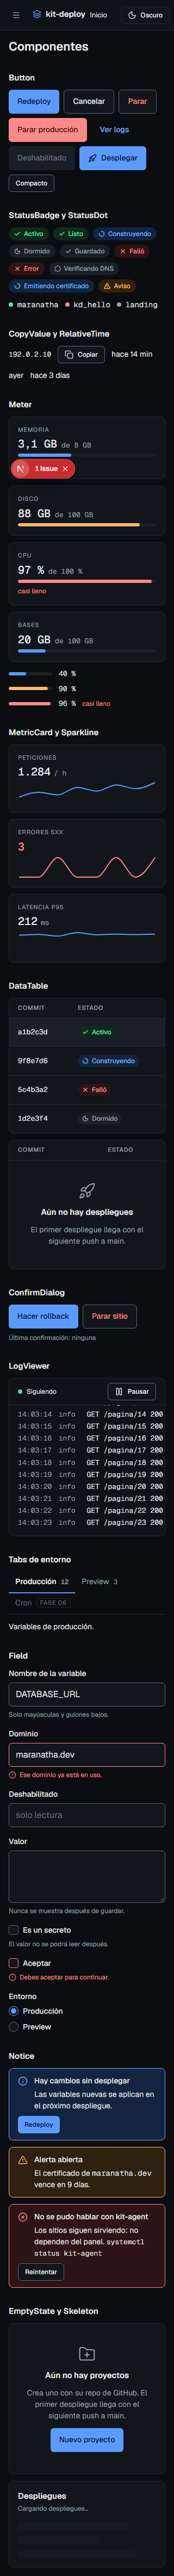 kit-deploy Inicio Oscuro
Componentes
Button
Redeploy Cancelar Parar
Parar producción Ver logs
Deshabilitado Desplegar
Compacto
StatusBadge y StatusDot
Activo Listo Construyendo
Dormido Guardado Falló
Error Verificando DNS
Emitiendo certificado Aviso
maranatha kd_hello landing
CopyValue y RelativeTime
192.0.2.10 Copiar hace 14 min
ayer hace 3 días
Meter
MEMORIA
3,1 GB de 8 GB
N 1 Issue
DISCO
88 GB de 100 GB
CPU
97 % de 100 %
casi lleno
BASES
20 GB de 100 GB
40 %
90 %
96 % casi lleno
MetricCard y Sparkline
PETICIONES
1.284 / h
ERRORES 5XX
3
LATENCIA P95
212 ms
DataTable
COMMIT ESTADO
a1b2c3d Activo
9f8e7d6 Construyendo
5c4b3a2 Falló
1d2e3f4 Dormido
COMMIT ESTADO
Aún no hay despliegues
El primer despliegue llega con el
siguiente push a main.
ConfirmDialog
Hacer rollback Parar sitio
Última confirmación: ninguna
LogViewer
Siguiendo Pausar
14:03:14 info GET /pagina/14 200
14:03:15 info GET /pagina/15 200
14:03:16 info GET /pagina/16 200
14:03:17 info GET /pagina/17 200
14:03:18 info GET /pagina/18 200
14:03:19 info GET /pagina/19 200
14:03:20 info GET /pagina/20 200
14:03:21 info GET /pagina/21 200
14:03:22 info GET /pagina/22 200
14:03:23 info GET /pagina/23 200
Tabs de entorno
Producción 12 Preview 3
Cron FASE 06
Variables de producción.
Field
Nombre de la variable
DATABASE_URL
Solo mayúsculas y guiones bajos.
Dominio
maranatha.dev
Ese dominio ya está en uso.
Deshabilitado
solo lectura
Valor
Nunca se muestra después de guardar.
Es un secreto
El valor no se podrá leer después.
Aceptar
Debes aceptar para continuar.
Entorno
Producción
Preview
Notice
Hay cambios sin desplegar
Las variables nuevas se aplican en
el próximo despliegue.
Redeploy
Alerta abierta
El certificado de maranatha.dev
vence en 9 días.
No se pudo hablar con kit-agent
Los sitios siguen sirviendo: no
dependen del panel. systemctl
status kit-agent
Reintentar
EmptyState y Skeleton
Aún no hay proyectos
Crea uno con su repo de GitHub. El
primer despliegue llega con el
siguiente push a main.
Nuevo proyecto
Despliegues
Cargando despliegues…